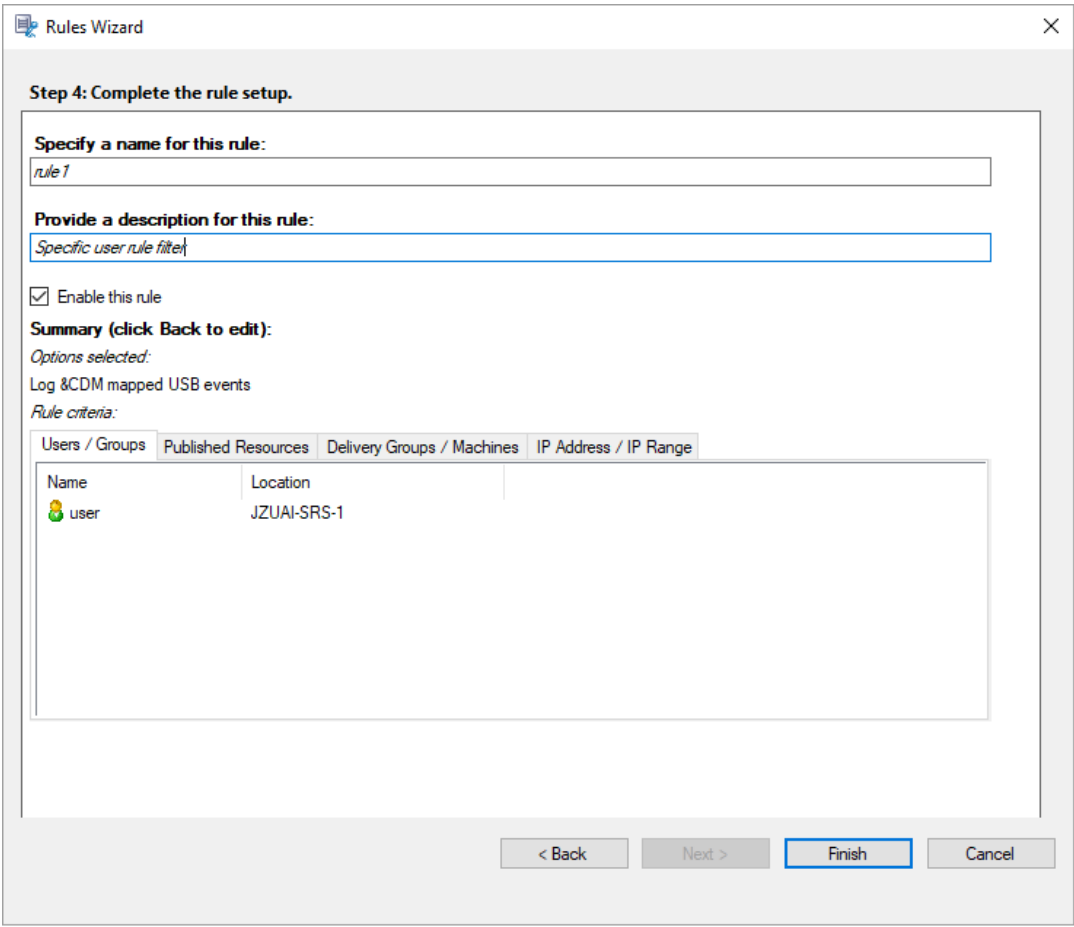 Rules Wizard
Step 4: Complete the rule setup.
Specify a name for this rule:
rule1
Provide a description for this rule:
Specific user rule filter
Enable this rule
Summary (click Back to edit):
Options selected:
Log &CDM mapped USB events
Rule criteria:
Users / Groups Published Resources Delivery Groups / Machines IP Address / IP Range
Name Location
user JZUAI-SRS-1
< Back Next > Finish Cancel